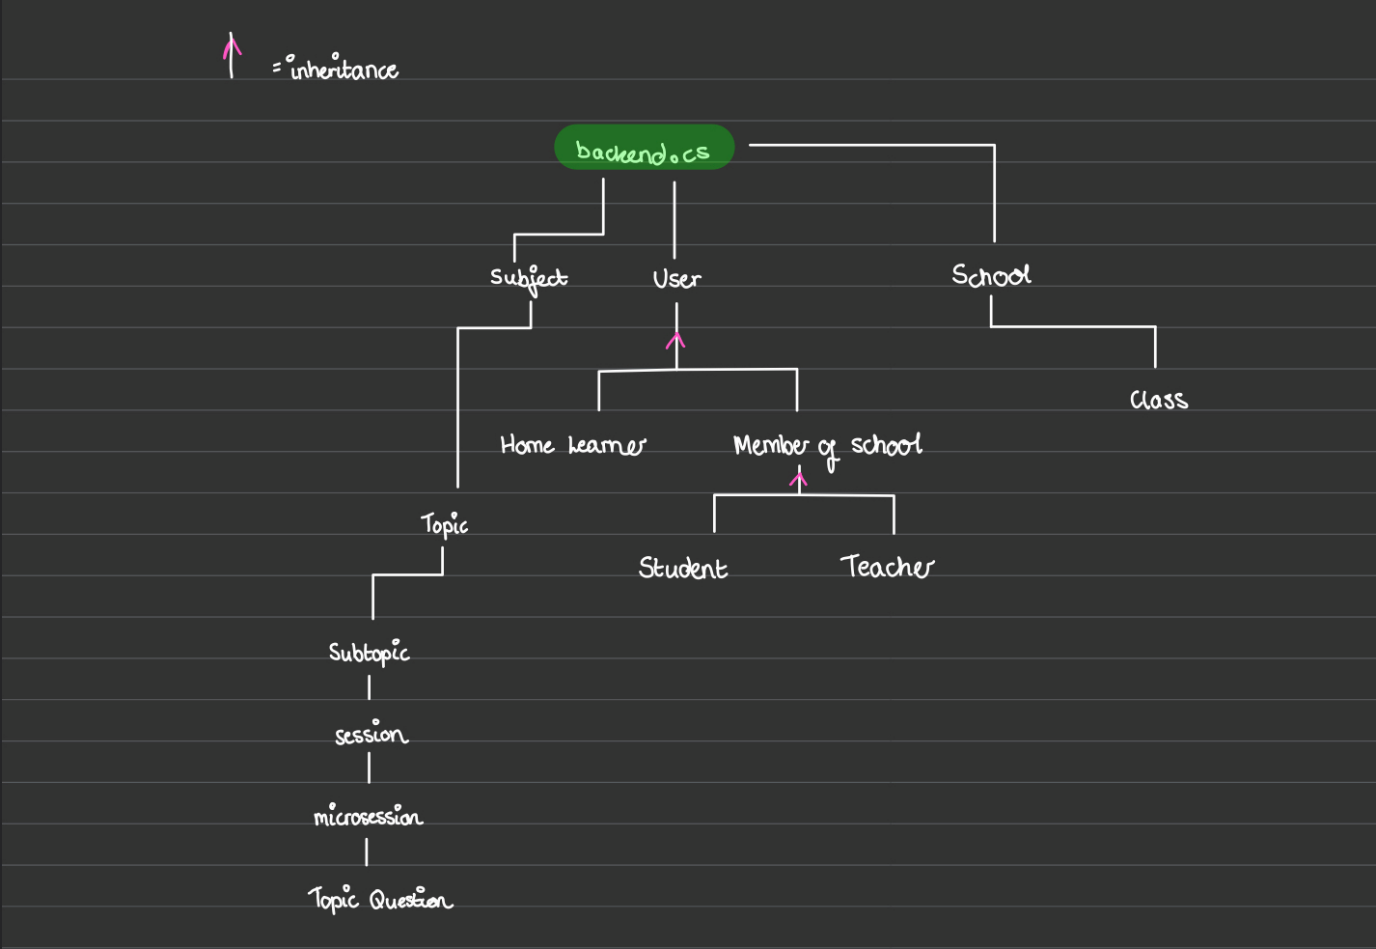 = inheritance
backend.cs
Subject
User
School
Class
Home Learner
Member of school
Topic
Student
Teacher
Subtopic
session
microsession
Topic Question